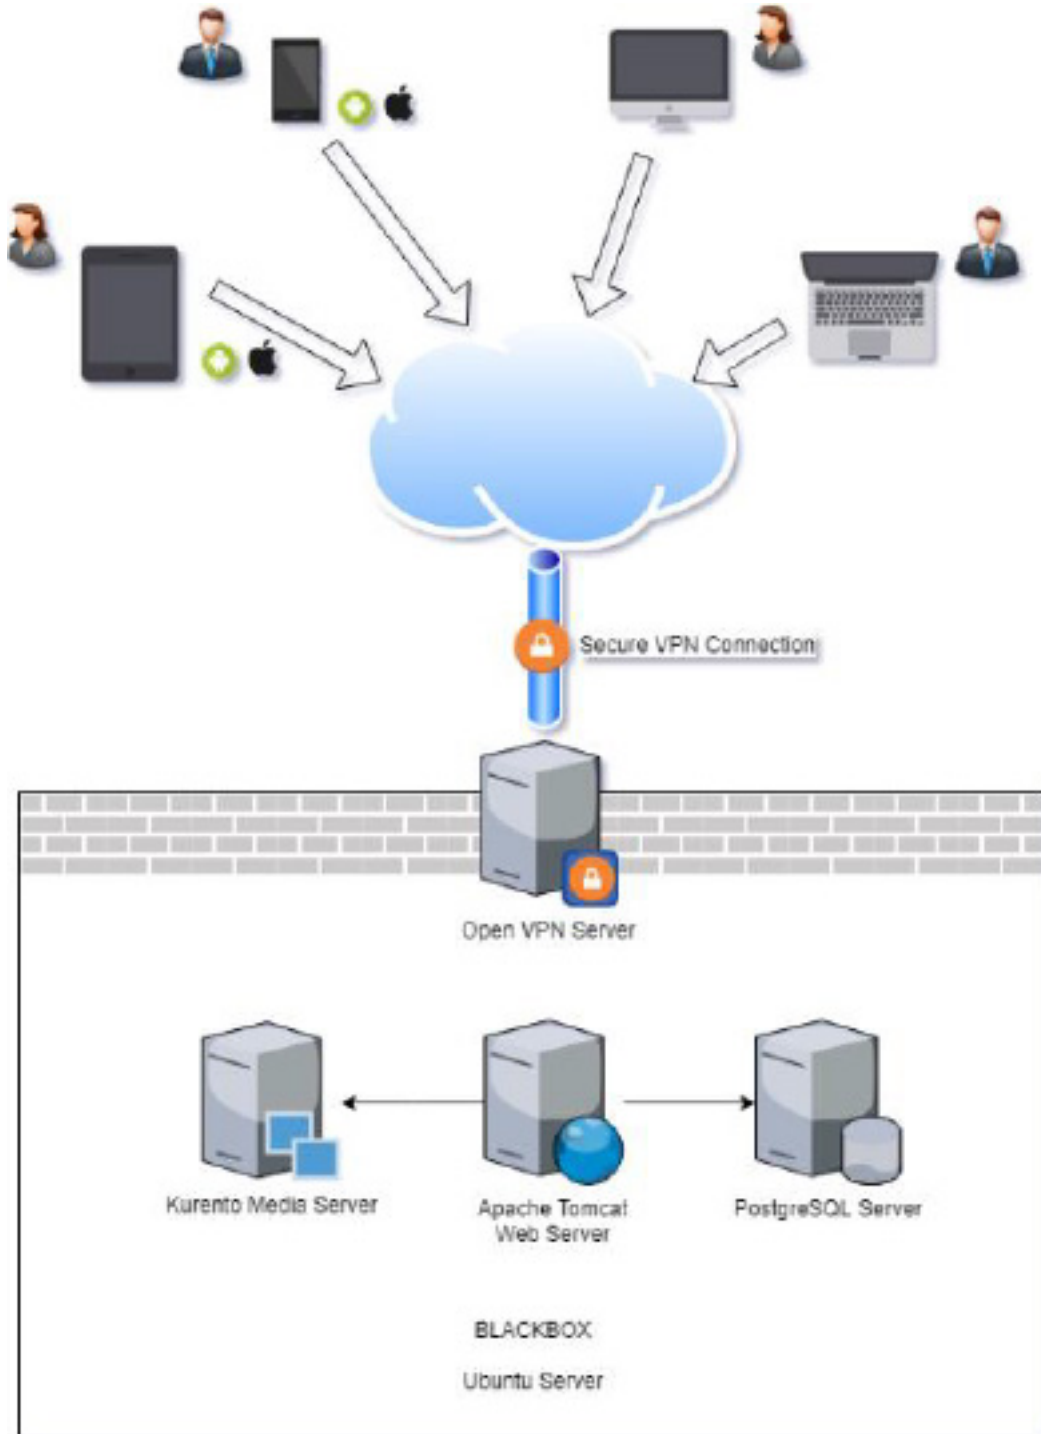 Secure VPN Connection
Open VPN Server
Kurento Media Server
Apache Tomcat
Web Server
PostgreSQL Server
BLACKBOX
Ubuntu Server